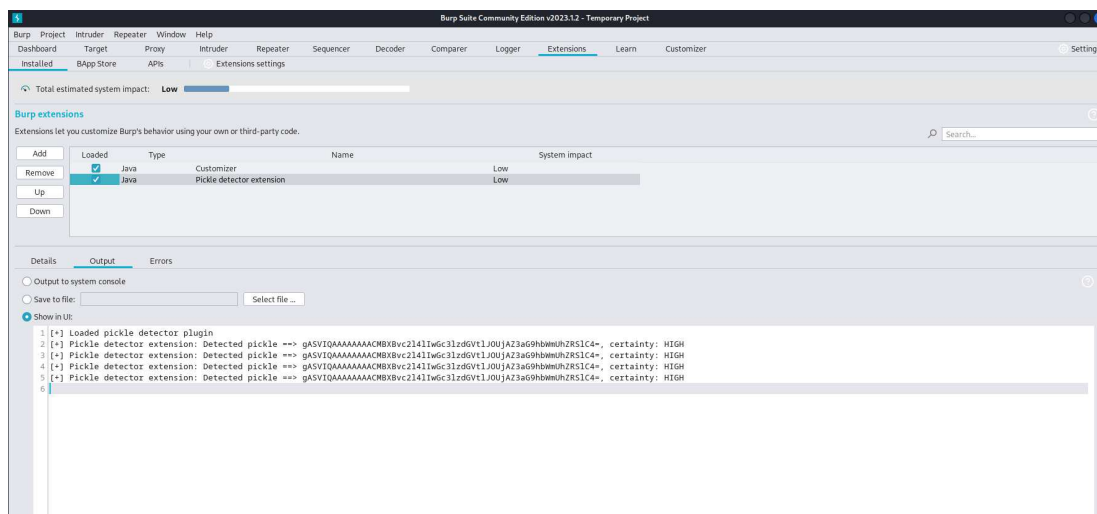 Burp Suite Community Edition v2023.1.2 - Temporary Project
Burp Project Intruder Repeater Window Help
Dashboard Target Proxy Intruder Repeater Sequencer Decoder Comparer Logger Extensions Learn Customizer Setting
Installed BApp Store APIs Extensions settings
Total estimated system impact: Low
Burp extensions
Extensions let you customize Burp's behavior using your own or third-party code.
Search...
Add Loaded Type Name System impact
Java Customizer Low
Remove Java Pickle detector extension Low
Up
Down
Details Output Errors
Output to system console
Save to file: Select file ...
Show in UI:
1 [+] Loaded pickle detector plugin
2 [+] Pickle detector extension: Detected pickle ==> gASVIQAAAAAAAACMBXBvc2l4lIwGc3lzdGVtlJOUjAZ3aG9hbWmUhZRSlC4=, certainty: HIGH
3 [+] Pickle detector extension: Detected pickle ==> gASVIQAAAAAAAACMBXBvc2l4lIwGc3lzdGVtlJOUjAZ3aG9hbWmUhZRSlC4=, certainty: HIGH
4 [+] Pickle detector extension: Detected pickle ==> gASVIQAAAAAAAACMBXBvc2l4lIwGc3lzdGVtlJOUjAZ3aG9hbWmUhZRSlC4=, certainty: HIGH
5 [+] Pickle detector extension: Detected pickle ==> gASVIQAAAAAAAACMBXBvc2l4lIwGc3lzdGVtlJOUjAZ3aG9hbWmUhZRSlC4=, certainty: HIGH
6